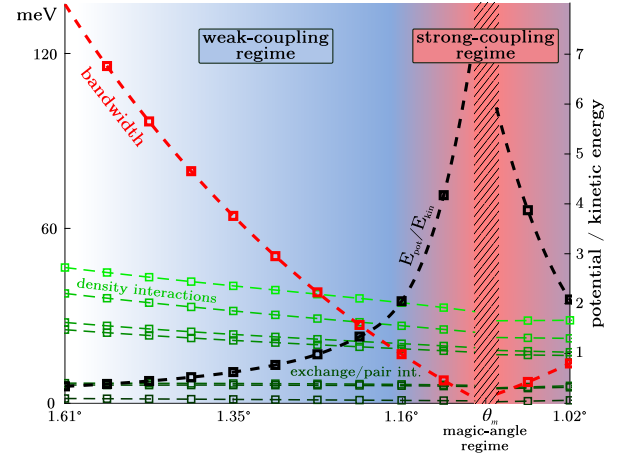 meV
weak-coupling
regime
strong-coupling
regime
120
60
0
7
6
5
4
3
2
1
potential / kinetic energy
bandwidth
E_pot/E_kin
density interactions
exchange/pair int.
1.61°
1.35°
1.16°
θ_m
1.02°
magic-angle
regime